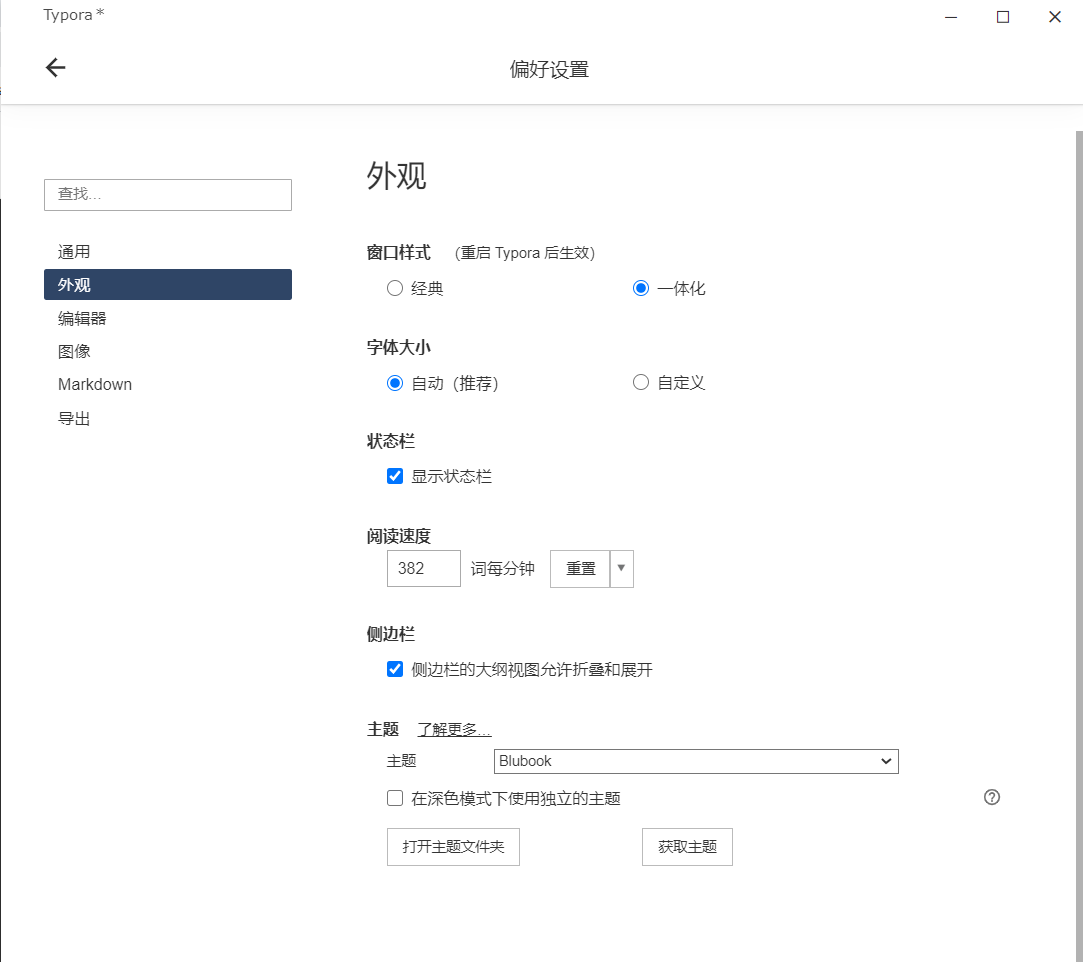 Typora*
偏好设置
查找...
通用
外观
编辑器
图像
Markdown
导出
外观
窗口样式 (重启 Typora 后生效)
经典 一体化
字体大小
自动（推荐） 自定义
状态栏
显示状态栏
阅读速度
382 词每分钟 重置
侧边栏
侧边栏的大纲视图允许折叠和展开
主题 了解更多...
主题 Blubook
在深色模式下使用独立的主题
打开主题文件夹 获取主题